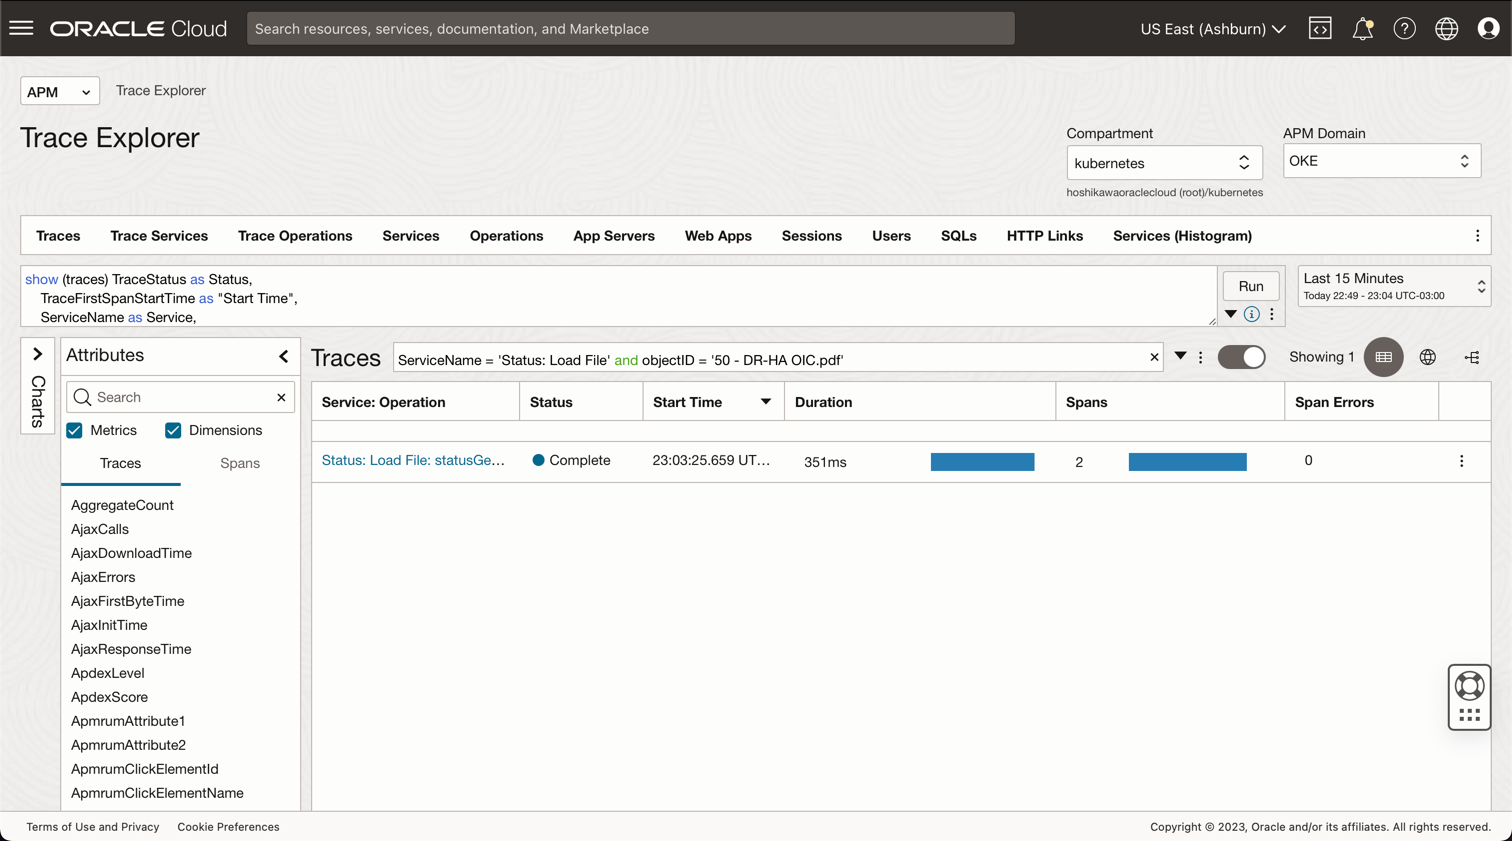 ORACLE Cloud
Search resources, services, documentation, and Marketplace
US East (Ashburn)
APM
Trace Explorer
Trace Explorer
Compartment
kubernetes
hoshikawaoraclecloud (root)/kubernetes
APM Domain
OKE
Traces Trace Services Trace Operations Services Operations App Servers Web Apps Sessions Users SQLs HTTP Links Services (Histogram)
show (traces) TraceStatus as Status,
TraceFirstSpanStartTime as "Start Time",
ServiceName as Service,
Run
Last 15 Minutes
Today 22:49 - 23:04 UTC-03:00
Charts
Attributes
Search
Metrics Dimensions
Traces Spans
AggregateCount
AjaxCalls
AjaxDownloadTime
AjaxErrors
AjaxFirstByteTime
AjaxInitTime
AjaxResponseTime
ApdexLevel
ApdexScore
ApmrumAttribute1
ApmrumAttribute2
ApmrumClickElementId
ApmrumClickElementName
Traces
ServiceName = 'Status: Load File' and objectID = '50 - DR-HA OIC.pdf'
Showing 1
Service: Operation Status Start Time Duration Spans Span Errors
Status: Load File: statusGe... Complete 23:03:25.659 UT... 351ms 2 0
Terms of Use and Privacy Cookie Preferences
Copyright © 2023, Oracle and/or its affiliates. All rights reserved.